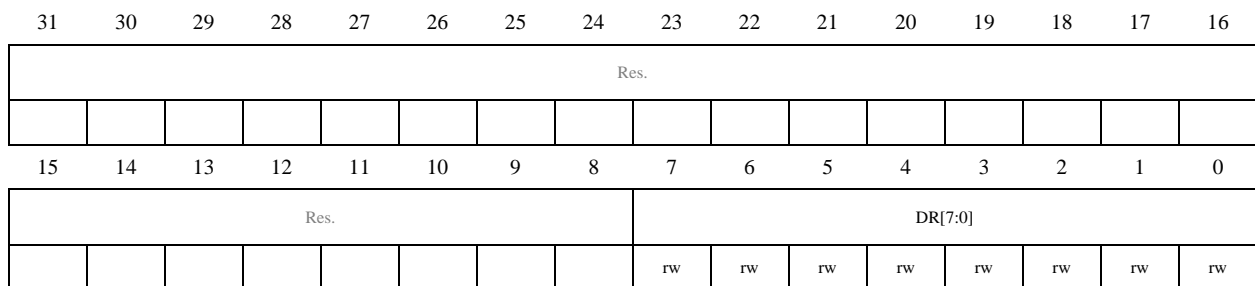 31 30 29 28 27 26 25 24 23 22 21 20 19 18 17 16
Res.
15 14 13 12 11 10 9 8 7 6 5 4 3 2 1 0
Res. DR[7:0]
rw rw rw rw rw rw rw rw